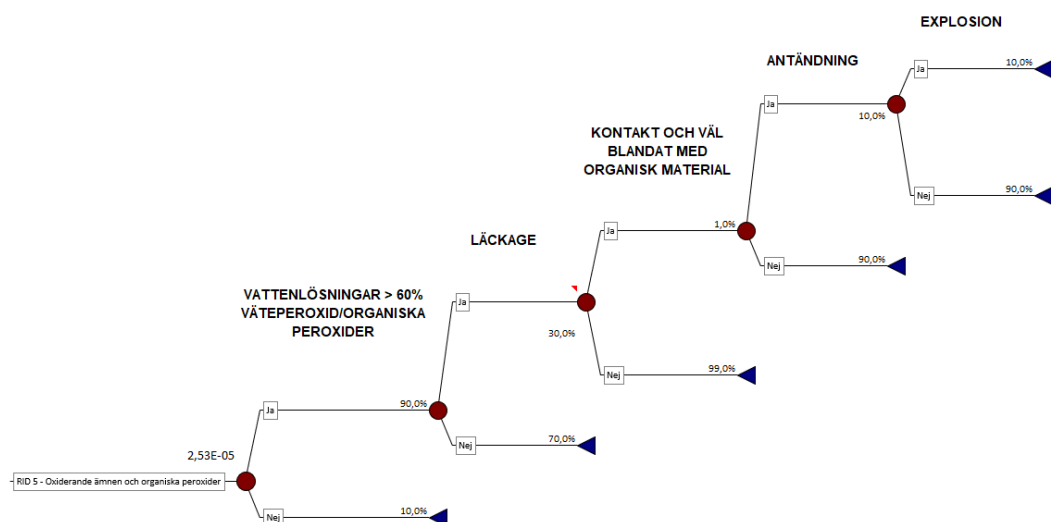 EXPLOSION
Ja
10,0%
ANTÄNDNING
Ja
10,0%
Nej
90,0%
KONTAKT OCH VÄL
BLANDAT MED
ORGANISK MATERIAL
Ja
1,0%
Nej
90,0%
LÄCKAGE
Ja
30,0%
Nej
99,0%
VATTENLÖSNINGAR > 60%
VÄTEPEROXID/ORGANISKA
PEROXIDER
Ja
90,0%
Nej
70,0%
2,53E-05
RID 5 - Oxiderande ämnen och organiska peroxider
Nej
10,0%